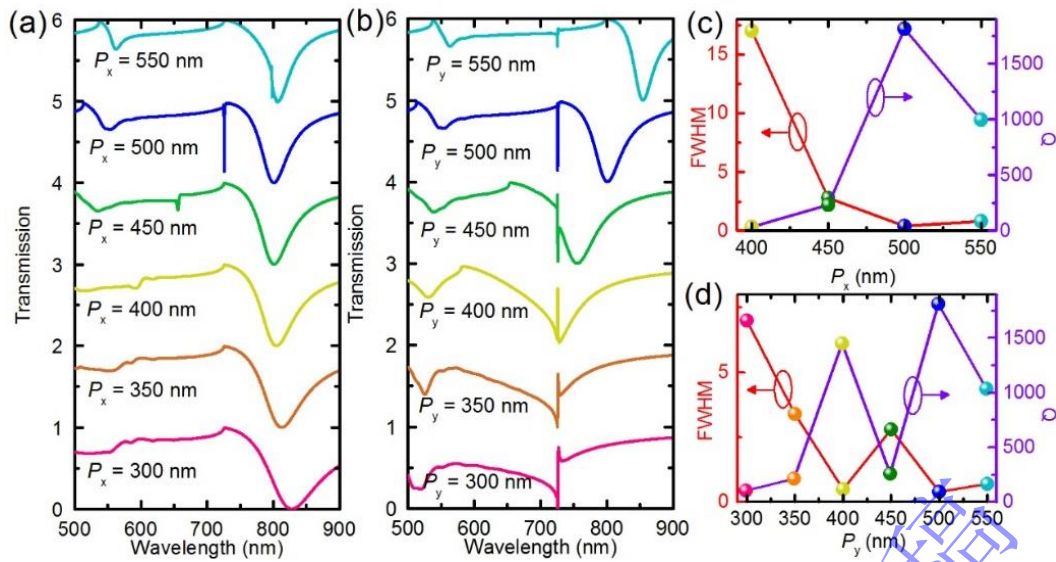 (a)
6
5
4
3
2
1
0
Transmission
P_x = 550 nm
P_x = 500 nm
P_x = 450 nm
P_x = 400 nm
P_x = 350 nm
P_x = 300 nm
500 600 700 800 900
Wavelength (nm)
(b)
6
5
4
3
2
1
0
Transmission
P_y = 550 nm
P_y = 500 nm
P_y = 450 nm
P_y = 400 nm
P_y = 350 nm
P_y = 300 nm
500 600 700 800 900
Wavelength (nm)
(c)
15
10
5
0
FWHM
1500
1000
500
0
Q
400 450 500 550
P_x (nm)
(d)
5
0
FWHM
1500
1000
500
0
Q
300 350 400 450 500 550
P_y (nm)